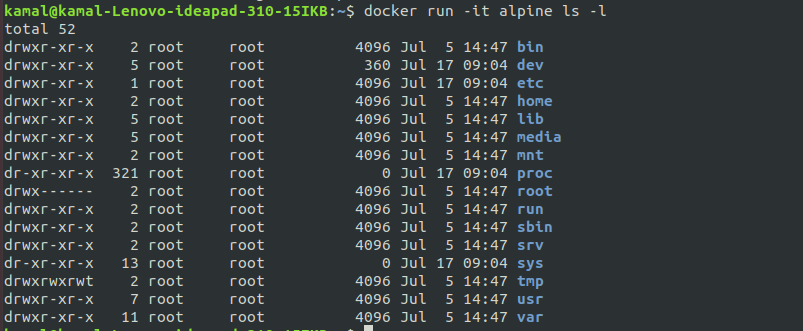 kamal@kamal-Lenovo-ideapad-310-15IKB:~$ docker run -it alpine ls -l
total 52
drwxr-xr-x    2 root     root          4096 Jul  5 14:47 bin
drwxr-xr-x    5 root     root           360 Jul 17 09:04 dev
drwxr-xr-x    1 root     root          4096 Jul 17 09:04 etc
drwxr-xr-x    2 root     root          4096 Jul  5 14:47 home
drwxr-xr-x    5 root     root          4096 Jul  5 14:47 lib
drwxr-xr-x    5 root     root          4096 Jul  5 14:47 media
drwxr-xr-x    2 root     root          4096 Jul  5 14:47 mnt
dr-xr-xr-x  321 root     root             0 Jul 17 09:04 proc
drwx------    2 root     root          4096 Jul  5 14:47 root
drwxr-xr-x    2 root     root          4096 Jul  5 14:47 run
drwxr-xr-x    2 root     root          4096 Jul  5 14:47 sbin
drwxr-xr-x    2 root     root          4096 Jul  5 14:47 srv
dr-xr-xr-x   13 root     root             0 Jul 17 09:04 sys
drwxrwxrwt    2 root     root          4096 Jul  5 14:47 tmp
drwxr-xr-x    7 root     root          4096 Jul  5 14:47 usr
drwxr-xr-x   11 root     root          4096 Jul  5 14:47 var
kamal@kamal-Lenovo-ideapad-310-15IKB:~$